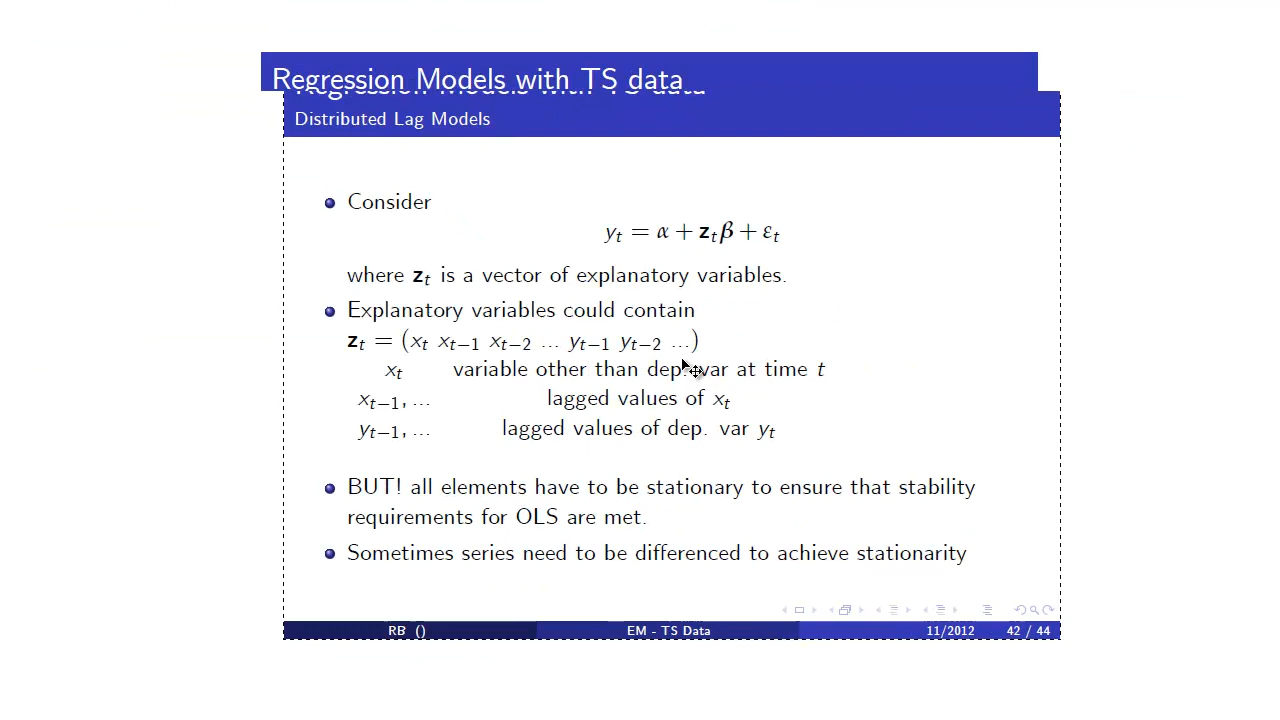 Regression Models with TS data
Distributed Lag Models
Consider
yₜ = α + zₜβ + εₜ
where zₜ is a vector of explanatory variables.
Explanatory variables could contain
zₜ = (xₜ xₜ₋₁ xₜ₋₂ ... yₜ₋₁ yₜ₋₂ ...)
xₜ variable other than dep. var at time t
xₜ₋₁, ... lagged values of xₜ
yₜ₋₁, ... lagged values of dep. var yₜ
BUT! all elements have to be stationary to ensure that stability
requirements for OLS are met.
Sometimes series need to be differenced to achieve stationarity
RB () EM - TS Data 11/2012 42 / 44